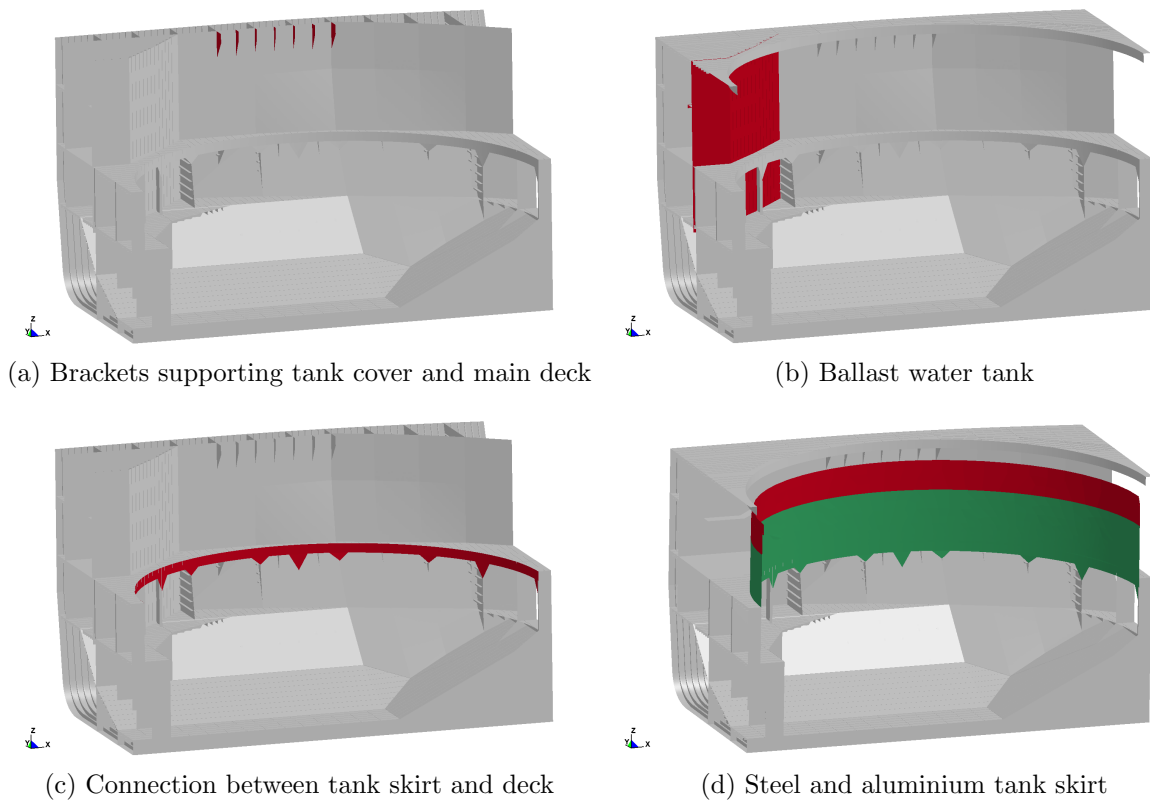 Z
Y X
Z
Y X
(a) Brackets supporting tank cover and main deck
(b) Ballast water tank
Z
Y X
Z
Y X
(c) Connection between tank skirt and deck
(d) Steel and aluminium tank skirt